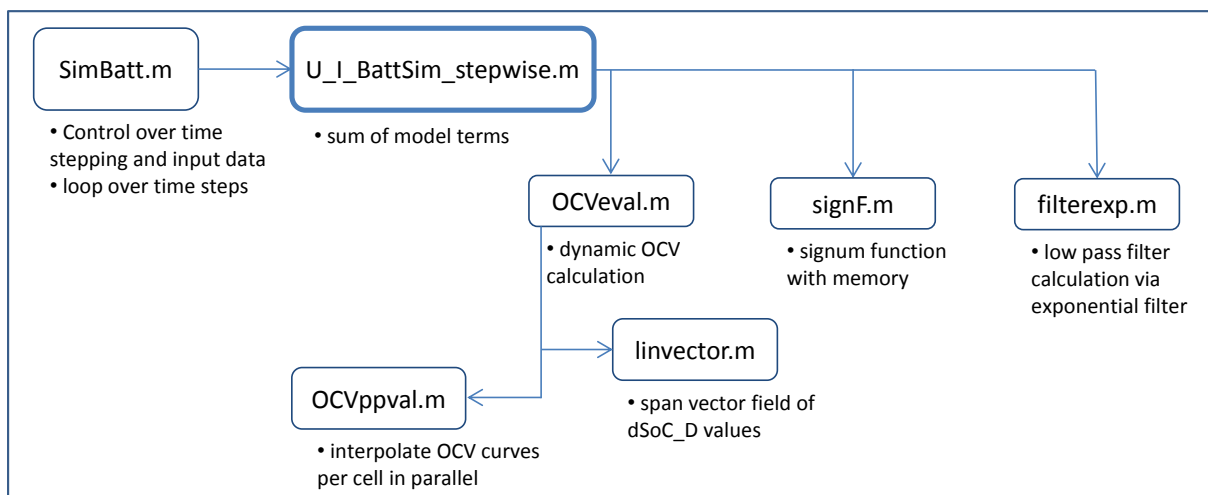 SimBatt.m
• Control over time
stepping and input data
• loop over time steps
U_I_BattSim_stepwise.m
• sum of model terms
OCVeval.m
• dynamic OCV
calculation
signF.m
• signum function
with memory
filterexp.m
• low pass filter
calculation via
exponential filter
linvector.m
• span vector field of
dSoC_D values
OCVppval.m
• interpolate OCV curves
per cell in parallel